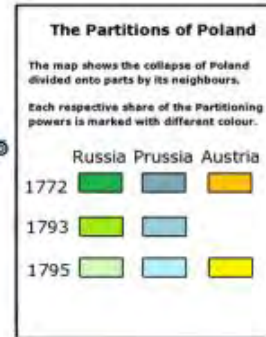 The Partitions of Poland
The map shows the collapse of Poland
divided onto parts by its neighbours.
Each respective share of the Partitioning
powers is marked with different colour.
Russia Prussia Austria
1772
1793
1795